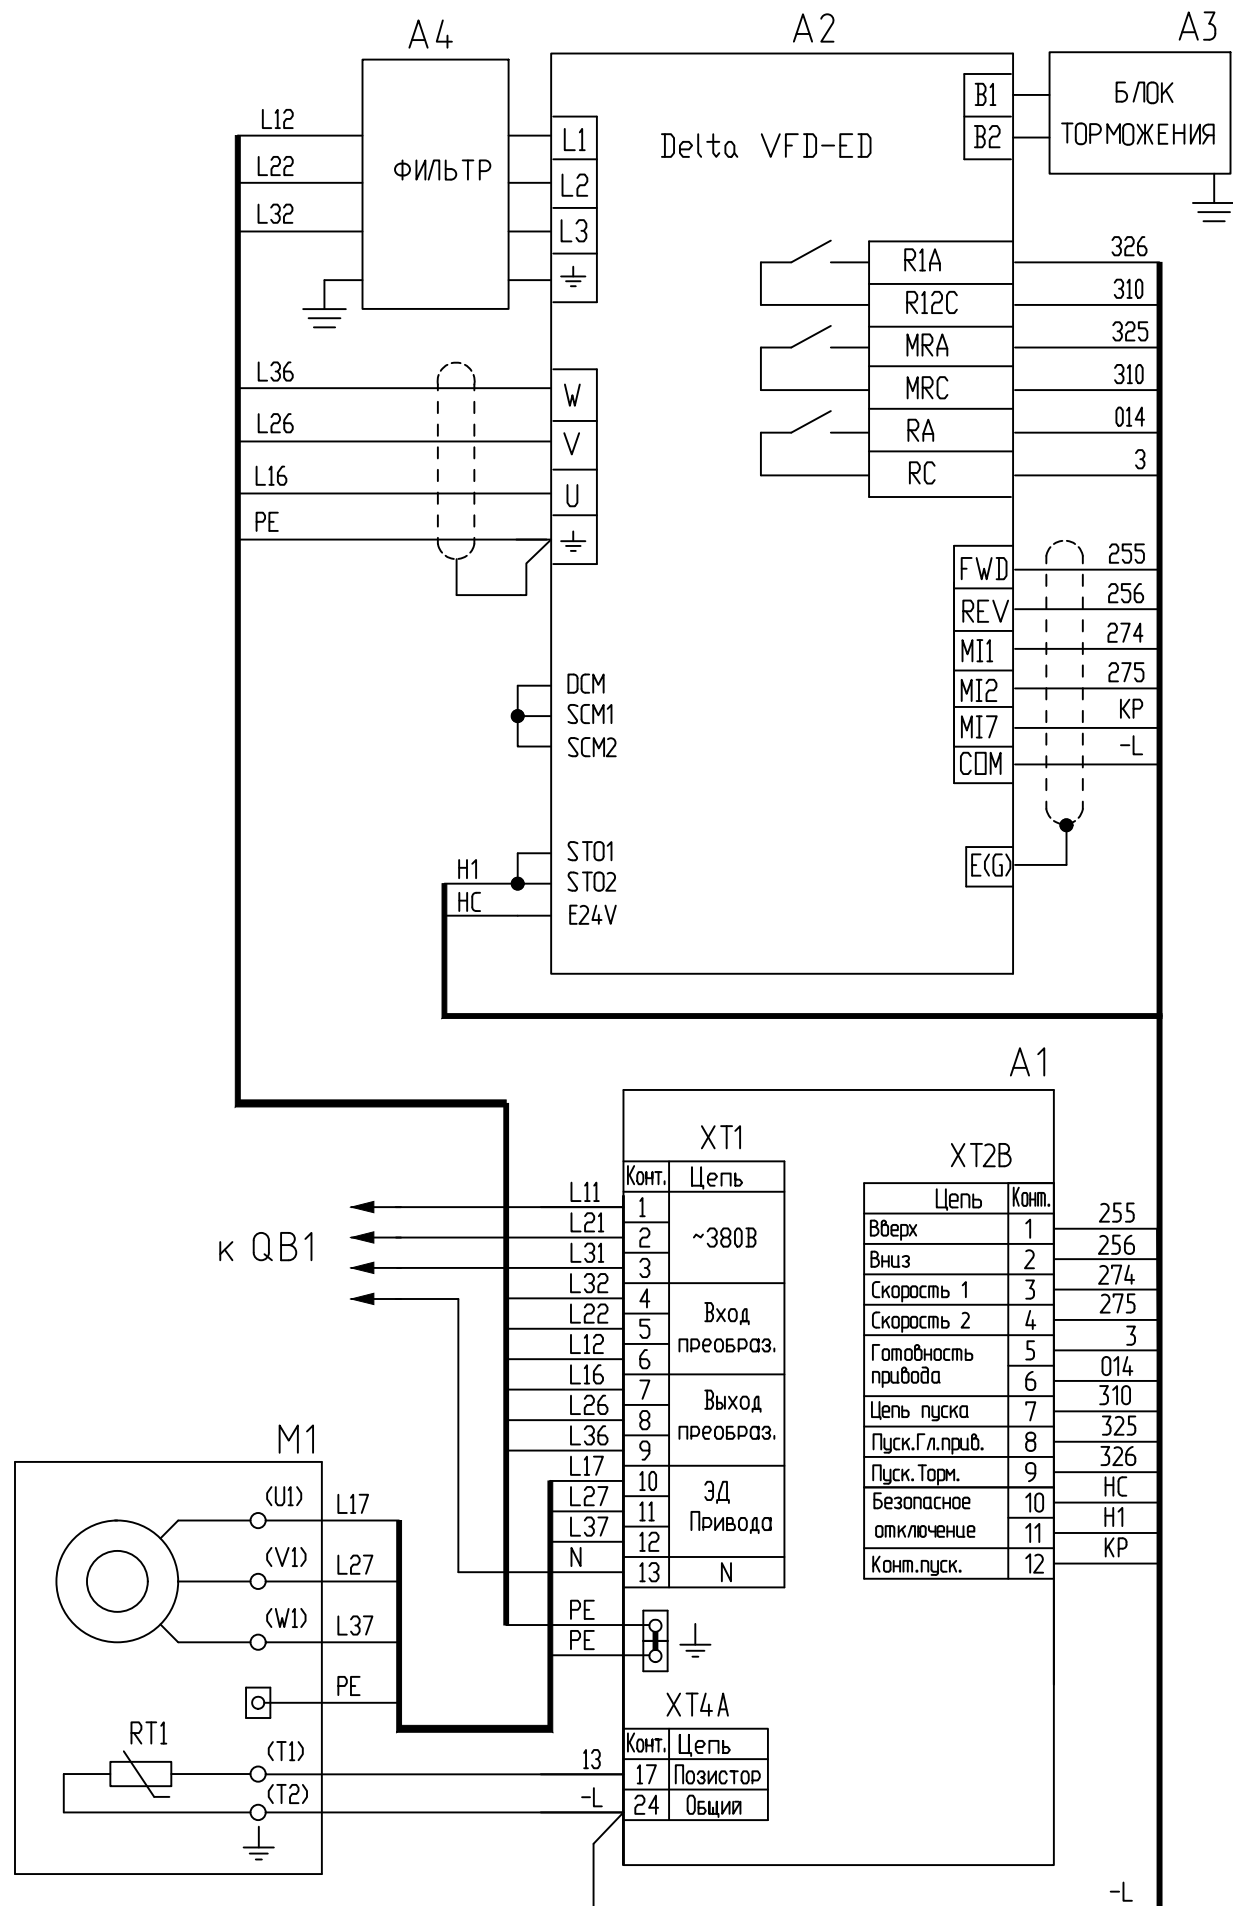 A4
A2
A3
L12
L22
L32
ФИЛЬТР
L1
L2
L3
Delta VFD-ED
B1
B2
БЛОК
ТОРМОЖЕНИЯ
R1A
R12C
MRA
MRC
RA
RC
326
310
325
310
014
3
L36
L26
L16
PE
W
V
U
FWD
REV
MI1
MI2
MI7
COM
E(G)
255
256
274
275
КР
-L
DCM
SCM1
SCM2
STO1
STO2
E24V
H1
HC
A1
XT1
Конт. Цепь
1
2
3
~380В
4
5
6
Вход
преобраз.
7
8
9
Выход
преобраз.
10
11
12
ЭД
Привода
13 N
L11
L21
L31
L32
L22
L12
L16
L26
L36
L17
L27
L37
N
PE
PE
к QB1
XT2B
Цепь Конт.
Вверх 1
Вниз 2
Скорость 1 3
Скорость 2 4
Готовность
привода
5
6
Цепь пуска 7
Пуск.Гл.прив. 8
Пуск.Торм. 9
Безопасное
отключение
10
11
Конт.пуск. 12
255
256
274
275
3
014
310
325
326
HC
H1
КР
M1
(U1)
(V1)
(W1)
L17
L27
L37
PE
RT1
(T1)
(T2)
13
-L
XT4A
Конт. Цепь
17 Позистор
24 Общий
-L